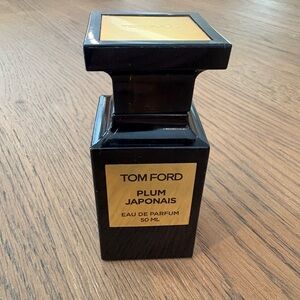 TOM FORD
PLUM
JAPONAIS
EAU DE PARFUM
50 ML